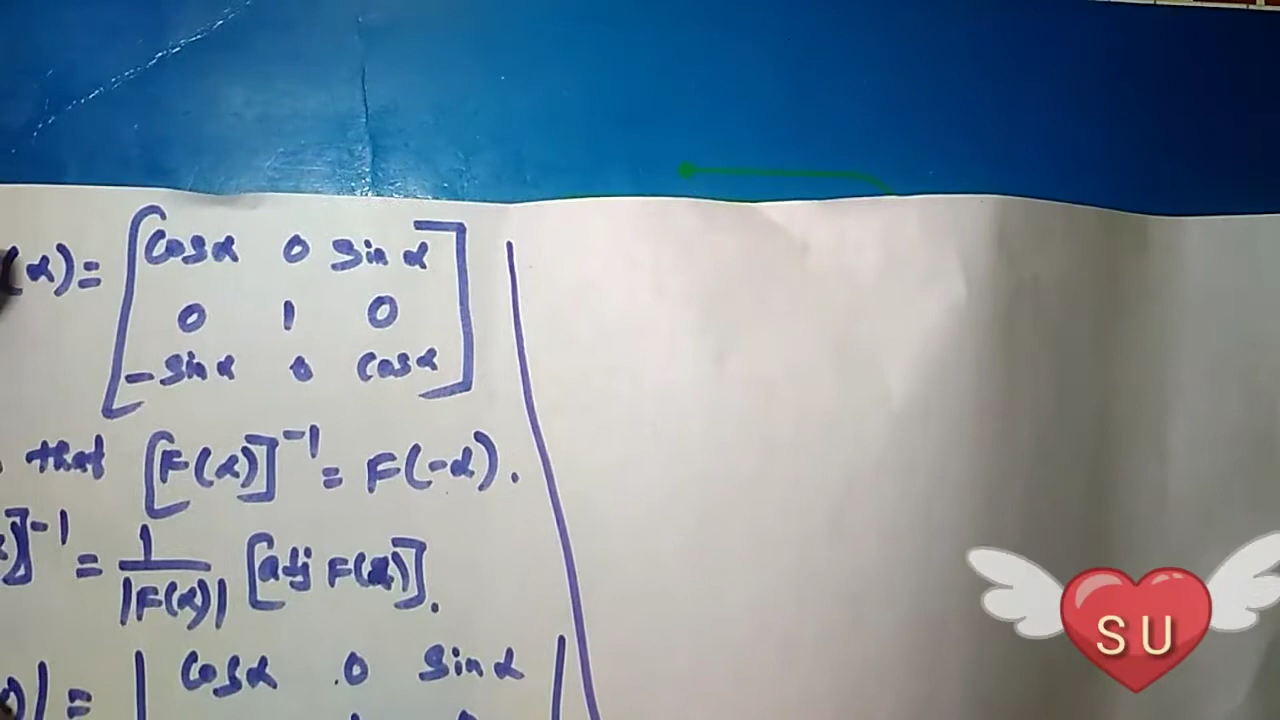 (α) = [cosα 0 sinα
0 1 0
-sinα 0 cosα]
that [F(α)]⁻¹ = F(-α).
]⁻¹ = 1/|F(α)| [adj F(α)].
| = | cosα 0 sinα |
SU